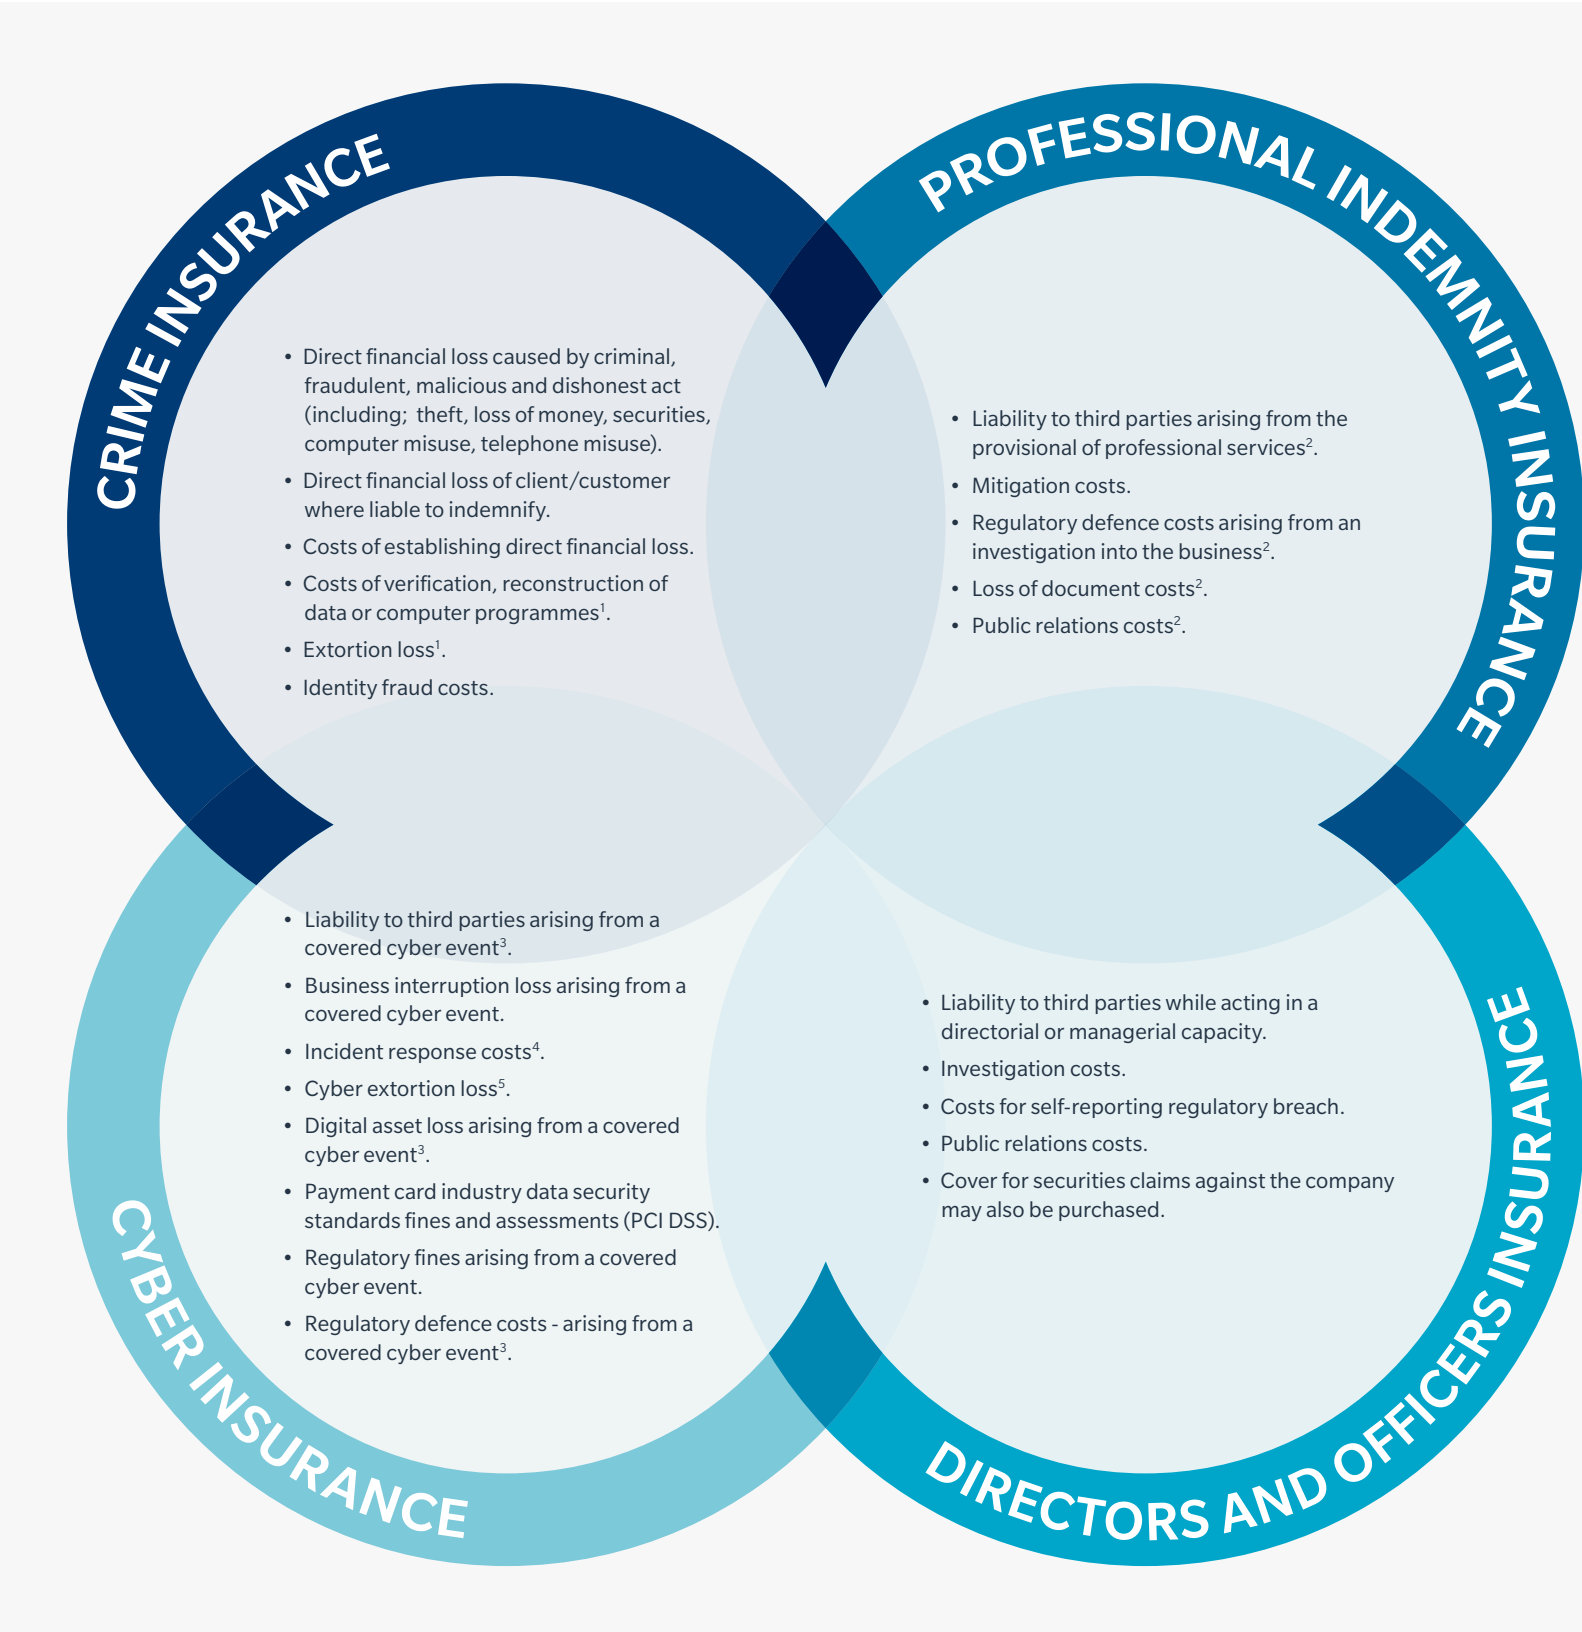 CRIME INSURANCE
• Direct financial loss caused by criminal,
fraudulent, malicious and dishonest act
(including;  theft, loss of money, securities,
computer misuse, telephone misuse).
• Direct financial loss of client/customer
where liable to indemnify.
• Costs of establishing direct financial loss.
• Costs of verification, reconstruction of
data or computer programmes¹.
• Extortion loss¹.
• Identity fraud costs.
PROFESSIONAL INDEMNITY INSURANCE
• Liability to third parties arising from the
provisional of professional services².
• Mitigation costs.
• Regulatory defence costs arising from an
investigation into the business².
• Loss of document costs².
• Public relations costs².
CYBER INSURANCE
• Liability to third parties arising from a
covered cyber event³.
• Business interruption loss arising from a
covered cyber event.
• Incident response costs⁴.
• Cyber extortion loss⁵.
• Digital asset loss arising from a covered
cyber event³.
• Payment card industry data security
standards fines and assessments (PCI DSS).
• Regulatory fines arising from a covered
cyber event.
• Regulatory defence costs - arising from a
covered cyber event³.
DIRECTORS AND OFFICERS INSURANCE
• Liability to third parties while acting in a
directorial or managerial capacity.
• Investigation costs.
• Costs for self-reporting regulatory breach.
• Public relations costs.
• Cover for securities claims against the company
may also be purchased.